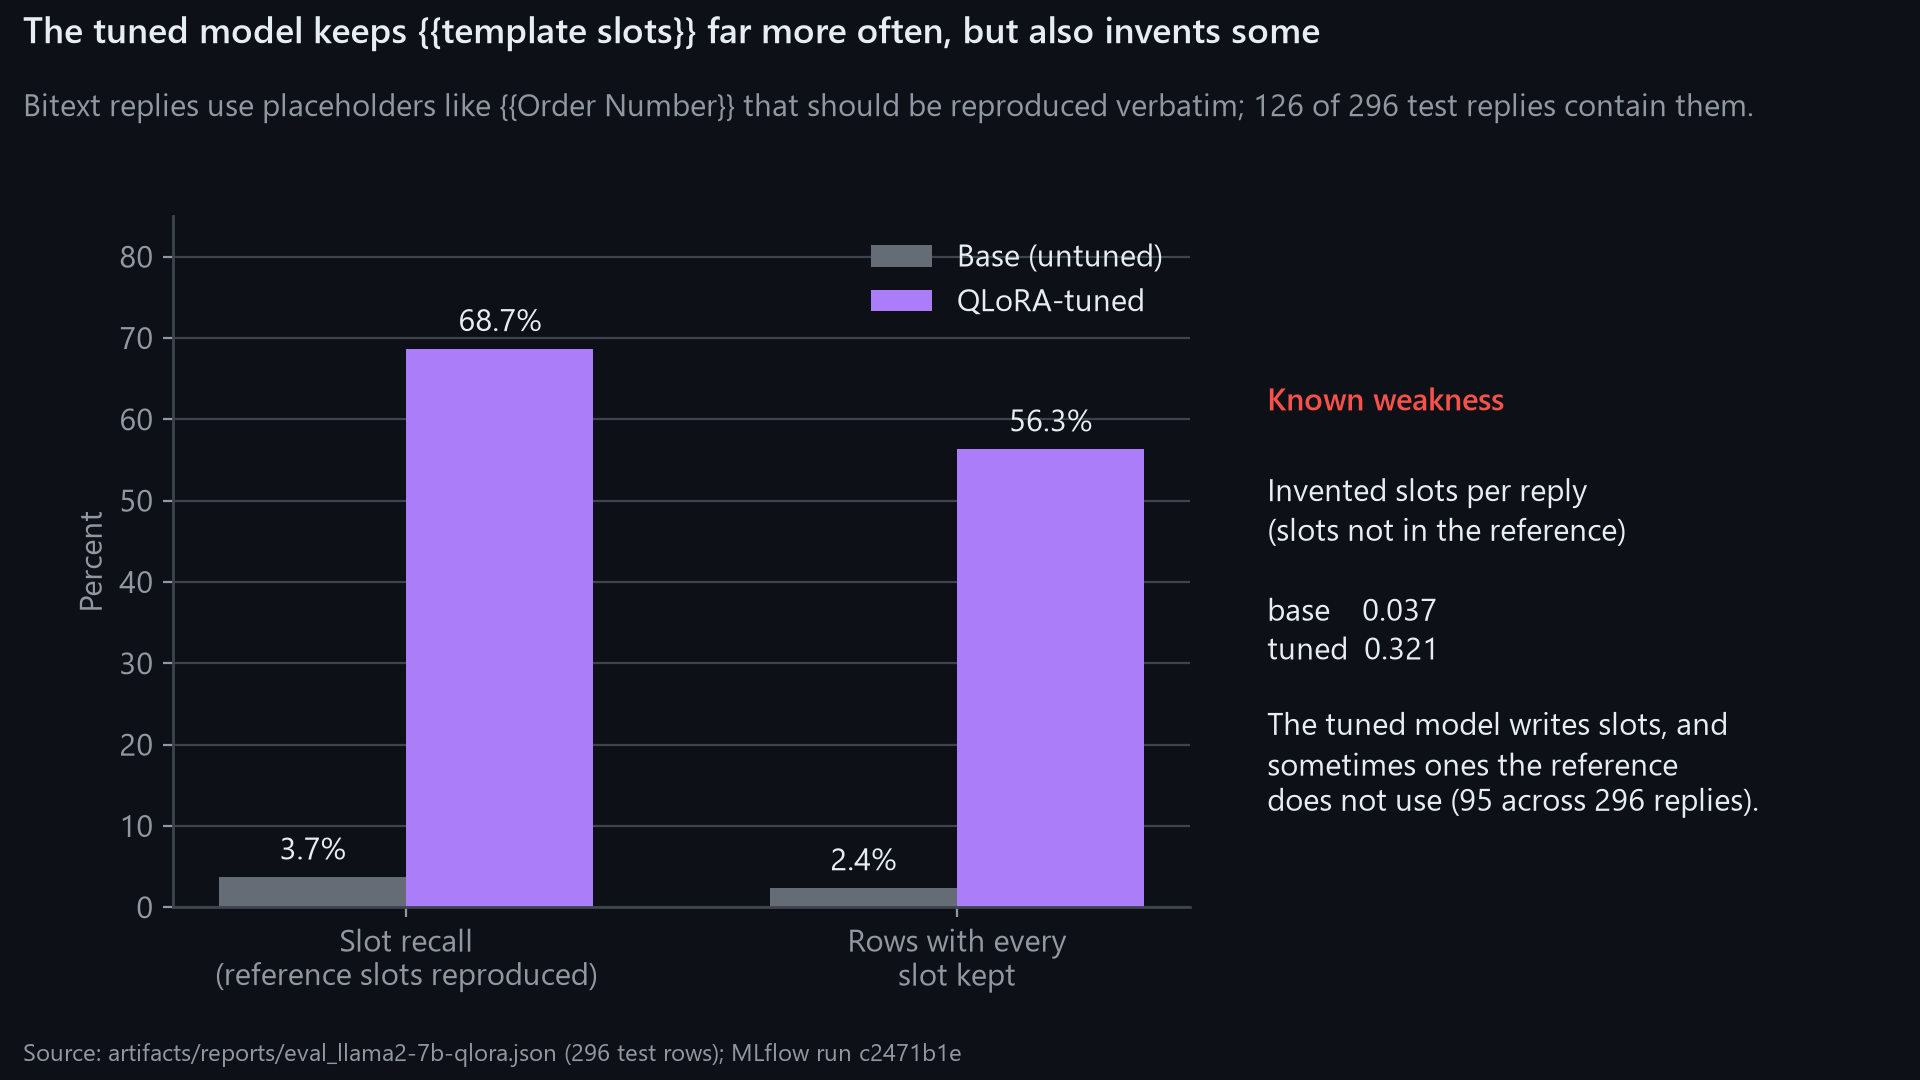 The tuned model keeps {{template slots}} far more often, but also invents some
Bitext replies use placeholders like {{Order Number}} that should be reproduced verbatim; 126 of 296 test replies contain them.
Base (untuned)
QLoRA-tuned
Percent
80
70
60
50
40
30
20
10
0
3.7%
68.7%
2.4%
56.3%
Slot recall
(reference slots reproduced)
Rows with every
slot kept
Known weakness
Invented slots per reply
(slots not in the reference)
base 0.037
tuned 0.321
The tuned model writes slots, and
sometimes ones the reference
does not use (95 across 296 replies).
Source: artifacts/reports/eval_llama2-7b-qlora.json (296 test rows); MLflow run c2471b1e